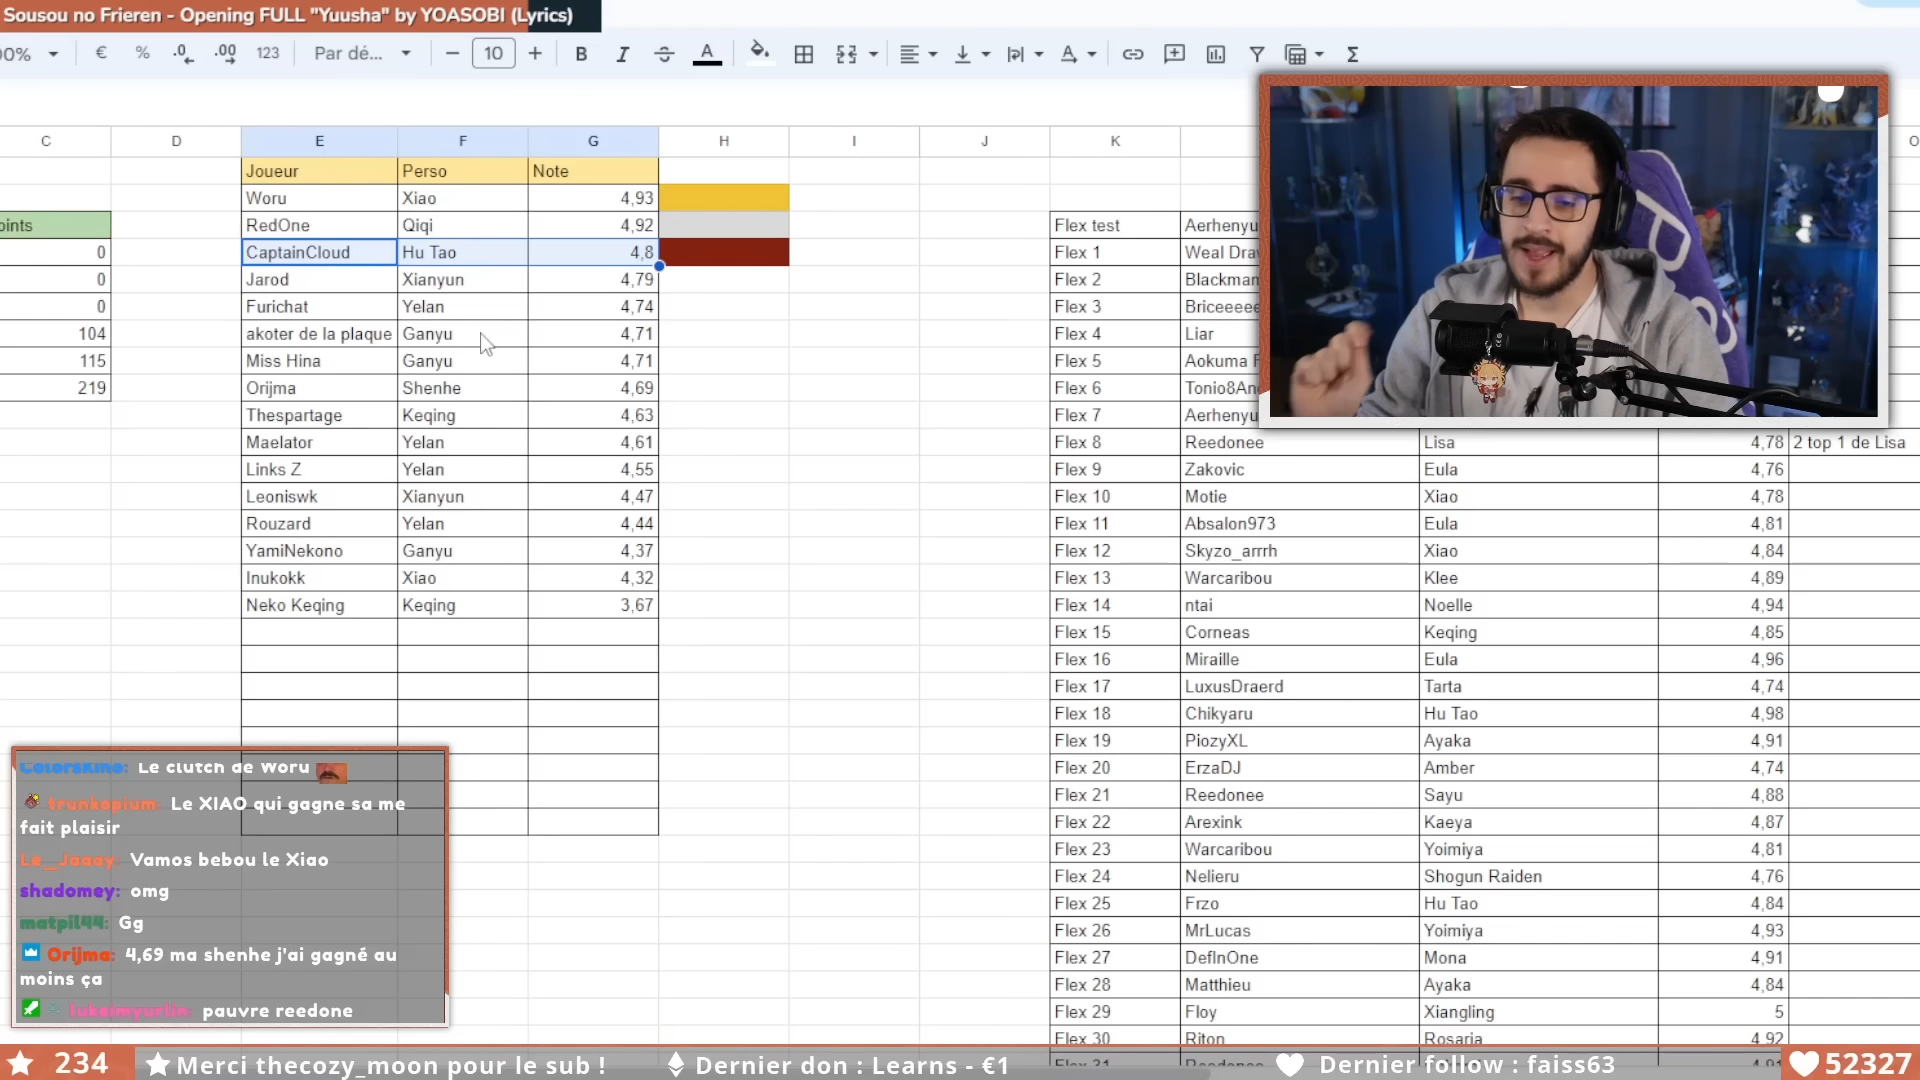 Sousou no Frieren - Opening FULL "Yuusha" by YOASOBI (Lyrics)
0% € % .0 .00 123 Par dé... − 10 + B I A A Σ
C D E F G H I J K O
Joueur Perso Note
Woru Xiao 4,93
RedOne Qiqi 4,92
CaptainCloud Hu Tao 4,8
Jarod Xianyun 4,79
Furichat Yelan 4,74
akoter de la plaque Ganyu 4,71
Miss Hina Ganyu 4,71
Orijma Shenhe 4,69
Thespartage Keqing 4,63
Maelator Yelan 4,61
Links Z Yelan 4,55
Leoniswk Xianyun 4,47
Rouzard Yelan 4,44
YamiNekono Ganyu 4,37
Inukokk Xiao 4,32
Neko Keqing Keqing 3,67
oints
0
0
0
104
115
219
Flex test Aerhenyu
Flex 1 Weal Dra
Flex 2 Blackman
Flex 3 Briceeeee
Flex 4 Liar
Flex 5 Aokuma F
Flex 6 Tonio8An
Flex 7 Aerhenyu
Flex 8 Reedonee Lisa 4,78 2 top 1 de Lisa
Flex 9 Zakovic Eula 4,76
Flex 10 Motie Xiao 4,78
Flex 11 Absalon973 Eula 4,81
Flex 12 Skyzo_arrrh Xiao 4,84
Flex 13 Warcaribou Klee 4,89
Flex 14 ntai Noelle 4,94
Flex 15 Corneas Keqing 4,85
Flex 16 Miraille Eula 4,96
Flex 17 LuxusDraerd Tarta 4,74
Flex 18 Chikyaru Hu Tao 4,98
Flex 19 PiozyXL Ayaka 4,91
Flex 20 ErzaDJ Amber 4,74
Flex 21 Reedonee Sayu 4,88
Flex 22 Arexink Kaeya 4,87
Flex 23 Warcaribou Yoimiya 4,81
Flex 24 Nelieru Shogun Raiden 4,76
Flex 25 Frzo Hu Tao 4,84
Flex 26 MrLucas Yoimiya 4,93
Flex 27 DefInOne Mona 4,91
Flex 28 Matthieu Ayaka 4,84
Flex 29 Floy Xiangling 5
Flex 30 Riton Rosaria 4,92
Flex 31 Reedonee 4,91
Le clutch de Woru
trunkopium: Le XIAO qui gagne sa me
fait plaisir
Le__Jaaay: Vamos bebou le Xiao
shadomey: omg
matpil44: Gg
Orijma: 4,69 ma shenhe j'ai gagné au
moins ça
pauvre reedone
234 Merci thecozy_moon pour le sub ! Dernier don : Learns - €1 Dernier follow : faiss63 52327